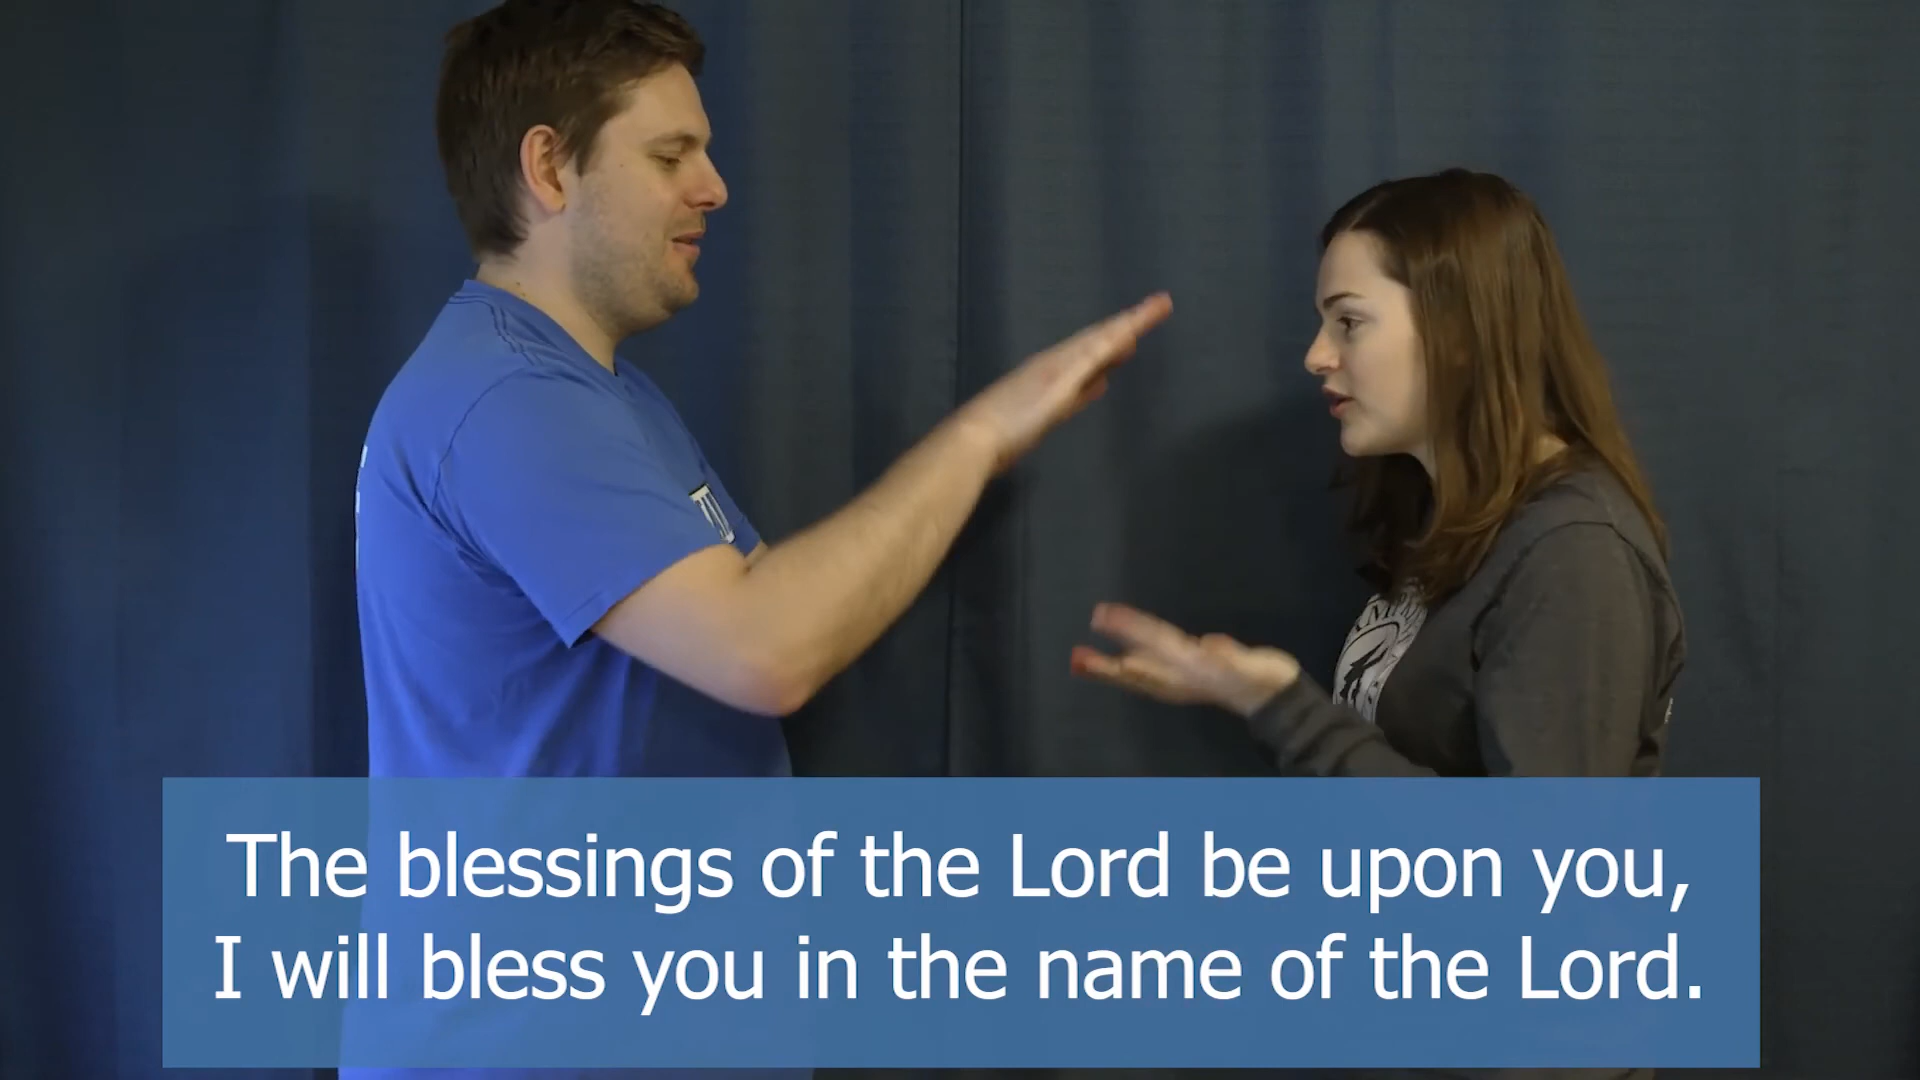 The blessings of the Lord be upon you,
I will bless you in the name of the Lord.